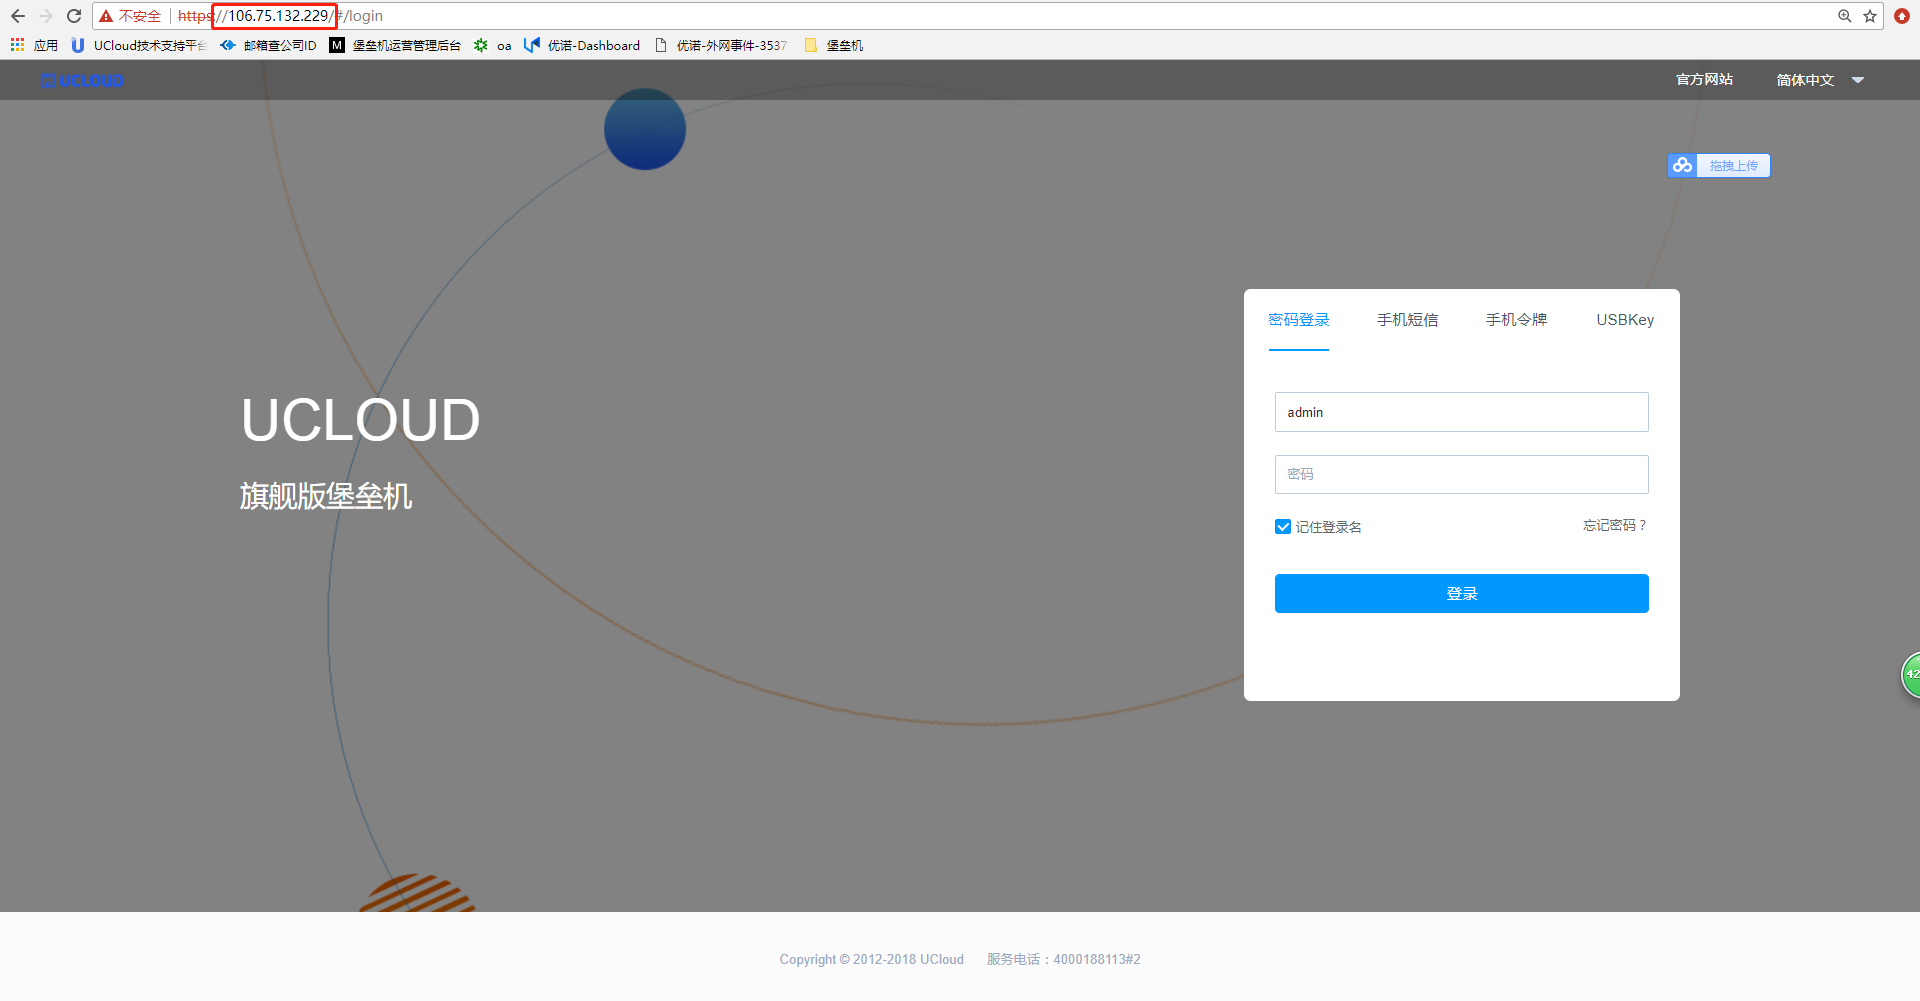 不安全 https://106.75.132.229/#/login
应用 UCloud技术支持平台 邮箱查公司ID M 堡垒机运营管理后台 oa 优诺-Dashboard 优诺-外网事件-3537 堡垒机
UCLOUD 官方网站 简体中文
拖拽上传
密码登录 手机短信 手机令牌 USBKey
admin
密码
记住登录名 忘记密码？
登录
UCLOUD
旗舰版堡垒机
42
Copyright © 2012-2018 UCloud 服务电话：4000188113#2